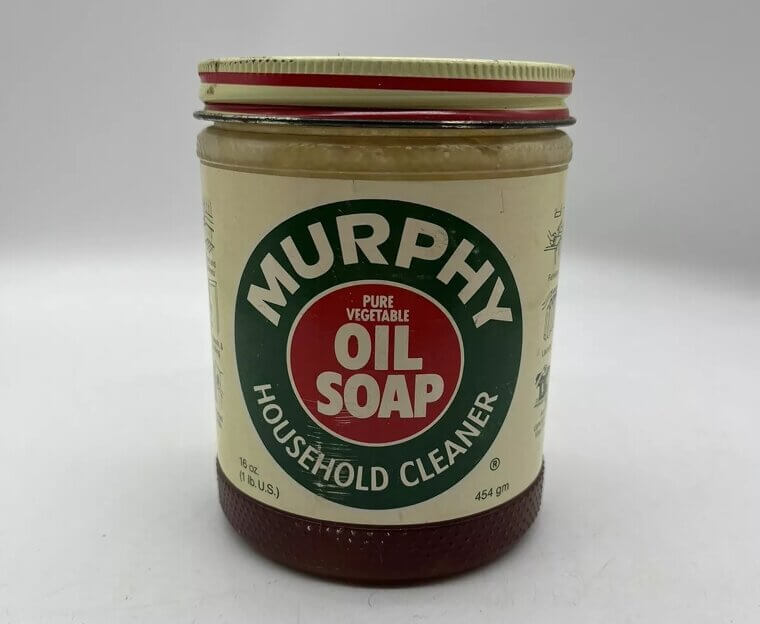 MURPHY
PURE
VEGETABLE
OIL
SOAP
HOUSEHOLD CLEANER
®
16 oz.
(1 lb. U.S.)
454 gm